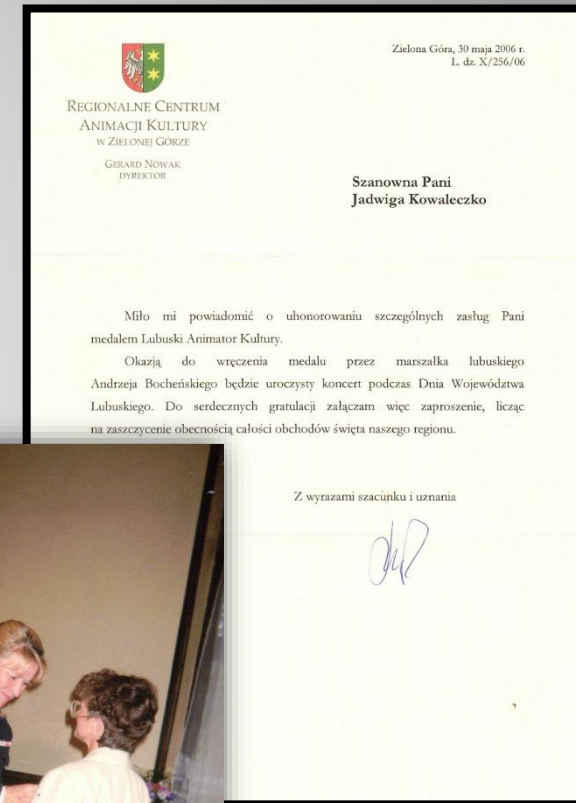 Zielona Góra, 30 maja 2006 r.
L. dz. X/256/06
REGIONALNE CENTRUM
ANIMACJI KULTURY
W ZIELONEJ GÓRZE
GERARD NOWAK
DYREKTOR
Szanowna Pani
Jadwiga Kowaleczko
Miło mi powiadomić o uhonorowaniu szczególnych zasług Pani
medalem Lubuski Animator Kultury.
Okazją do wręczenia medalu przez marszałka lubuskiego
Andrzeja Bocheńskiego będzie uroczysty koncert podczas Dnia Województwa
Lubuskiego. Do serdecznych gratulacji załączam więc zaproszenie, licząc
na zaszczycenie obecnością całości obchodów święta naszego regionu.
Z wyrazami szacunku i uznania